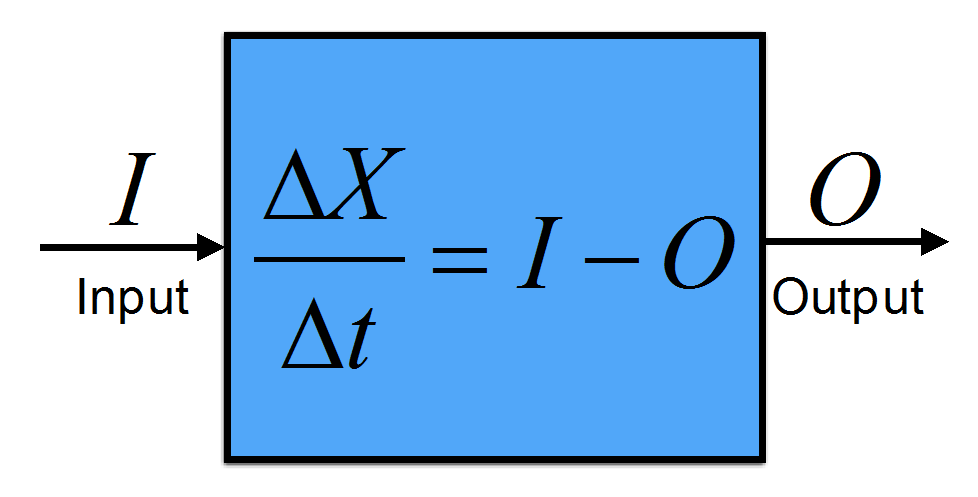 I
Input
ΔX
Δt
= I − O
O
Output